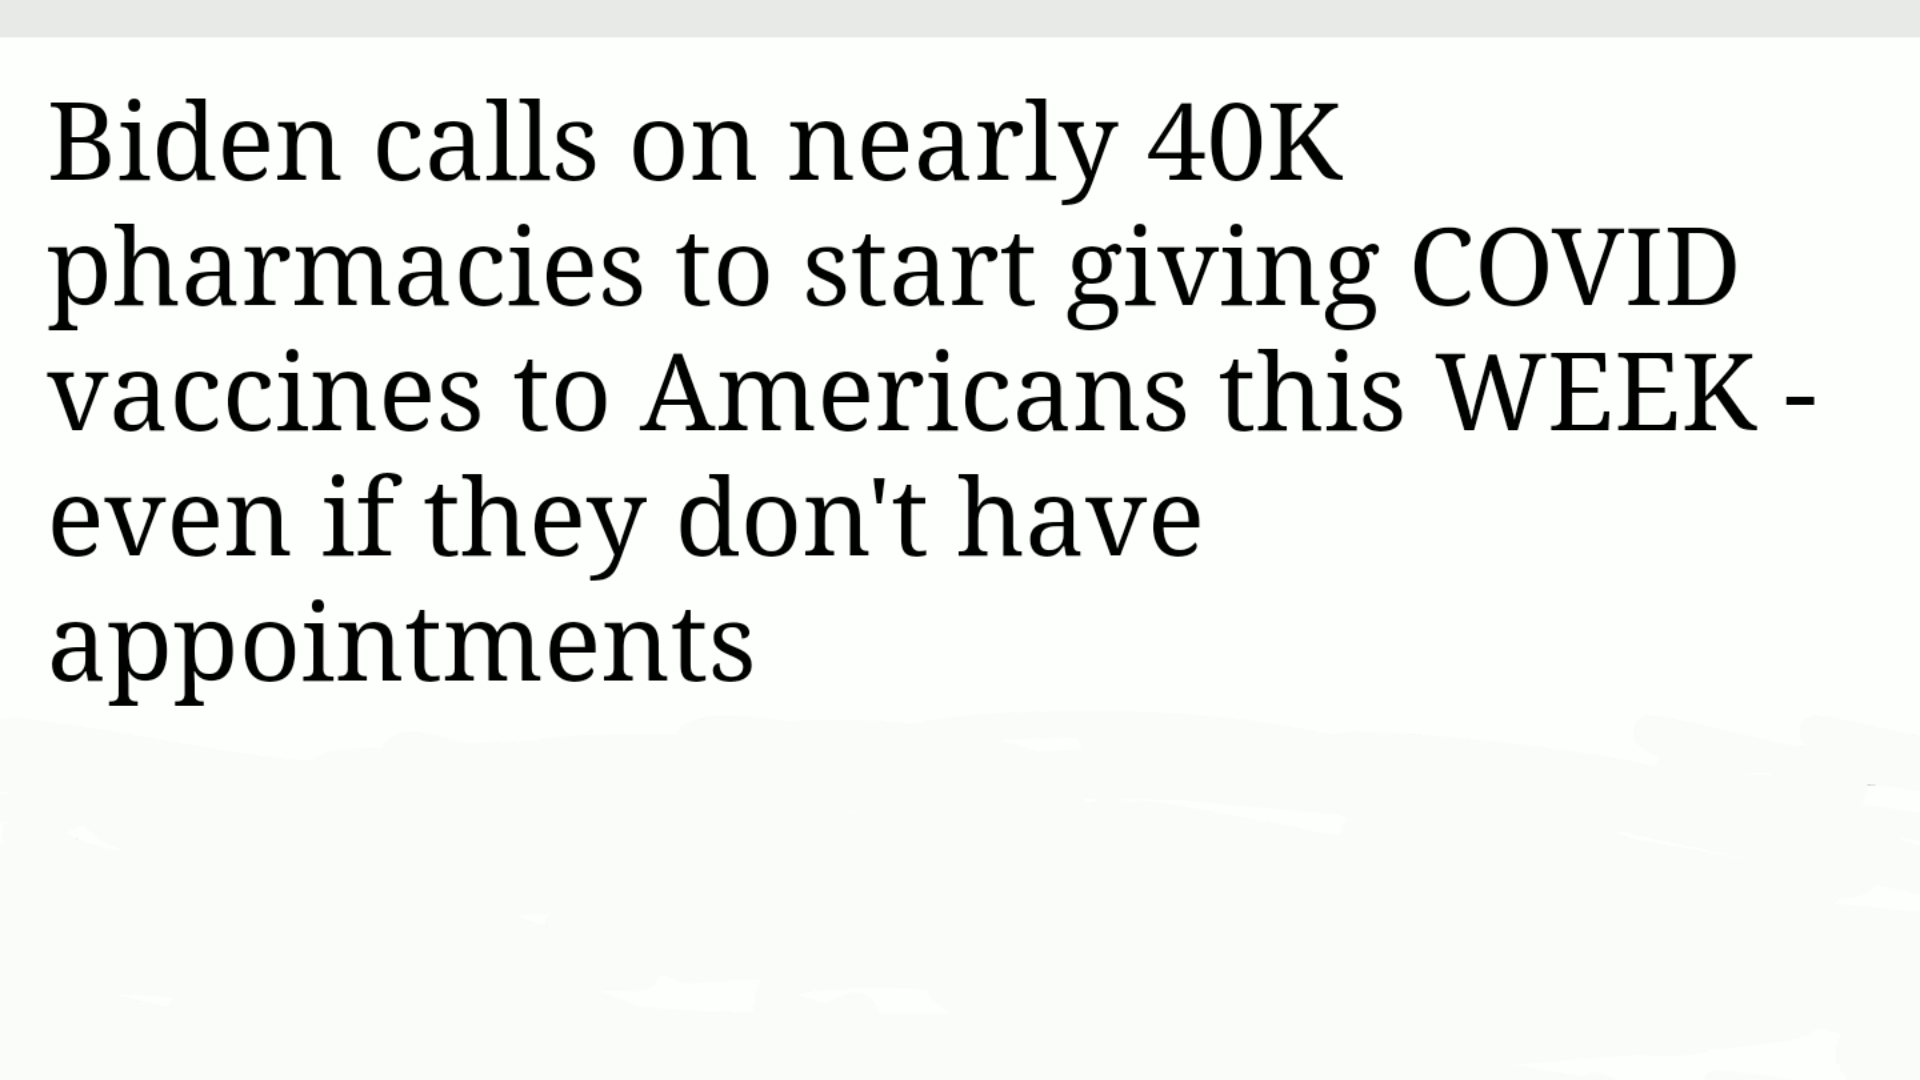 Biden calls on nearly 40K
pharmacies to start giving COVID
vaccines to Americans this WEEK -
even if they don't have
appointments